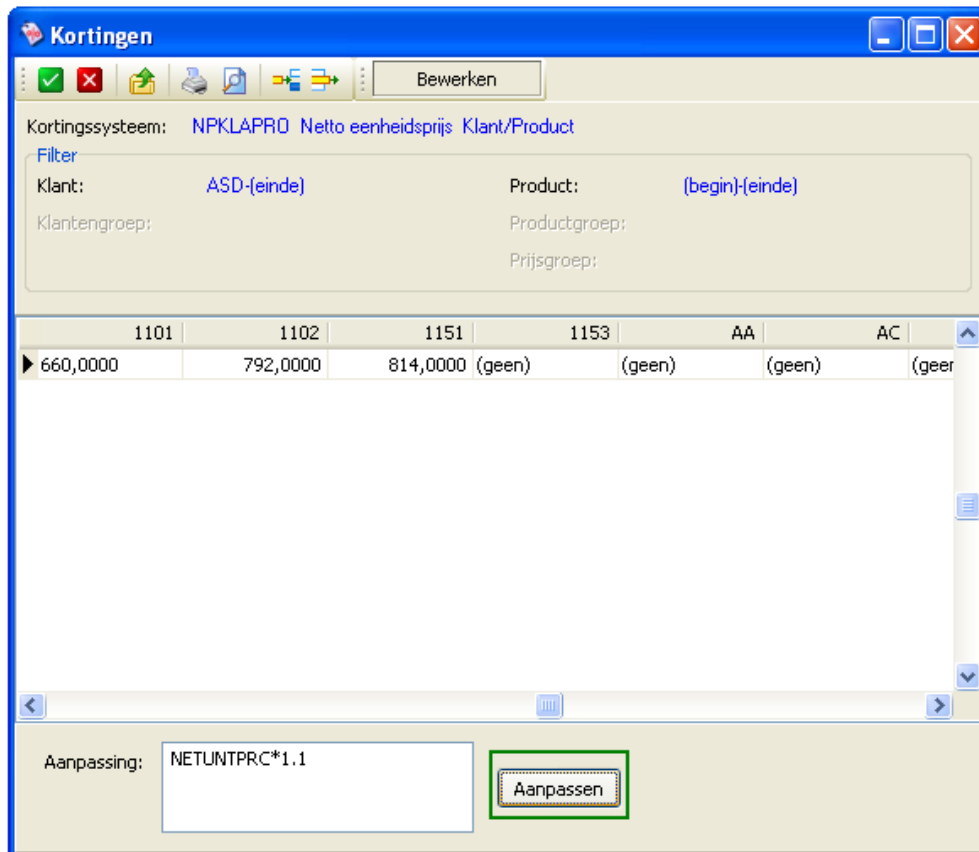 Kortingen
Bewerken
Kortingssysteem: NPKLAPRO Netto eenheidsprijs Klant/Product
Filter
Klant: ASD-(einde) Product: (begin)-(einde)
Klantengroep: Productgroep:
Prijsgroep:
1101 1102 1151 1153 AA AC
660,0000 792,0000 814,0000 (geen) (geen) (geen) (geer
Aanpassing: NETUNTPRC*1.1 Aanpassen